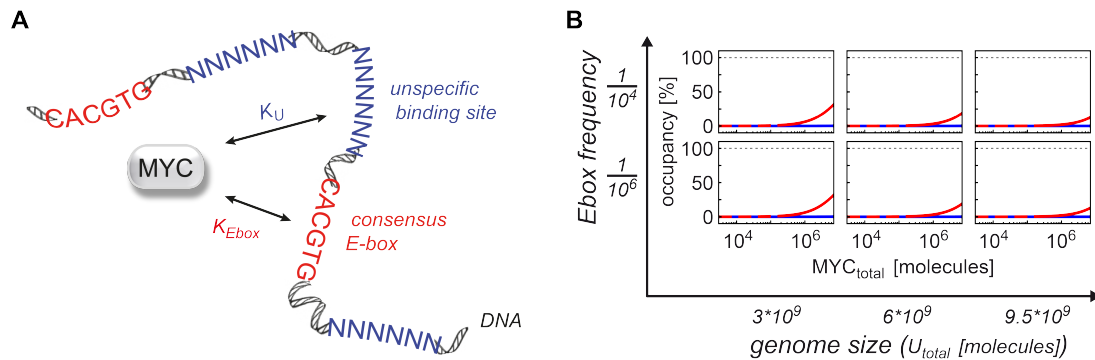 A
CACGTG
NNNNNN
NNNNNN
unspecific
binding site
K_U
MYC
K_Ebox
CACGTG
consensus
E-box
NNNNNN
DNA
B
Ebox frequency
1/10^4
1/10^6
occupancy [%]
100
50
0
100
50
0
10^4 10^6 10^4 10^6 10^4 10^6
MYC_total [molecules]
3*10^9 6*10^9 9.5*10^9
genome size (U_total [molecules])